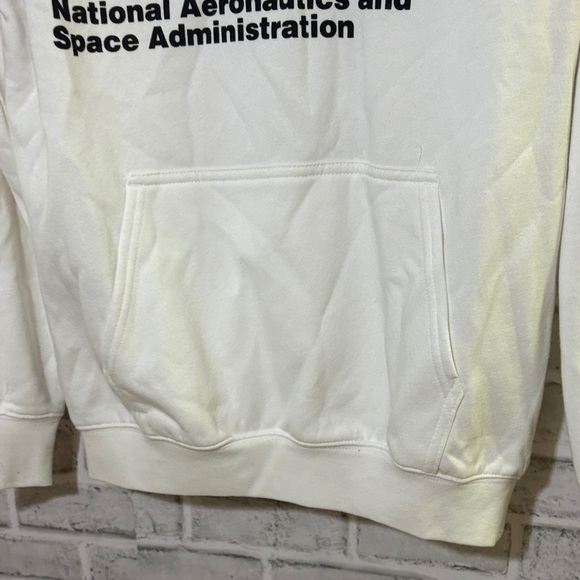 National Aeronautics and
Space Administration